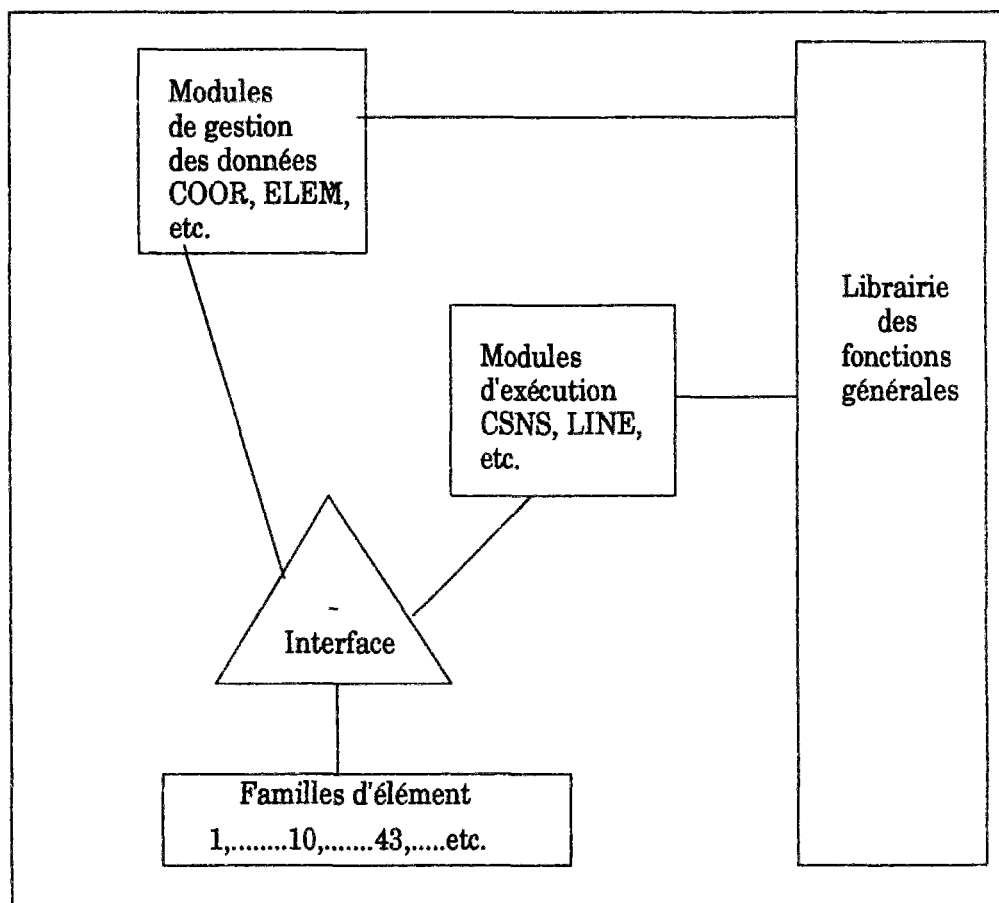 Modules
de gestion
des données
COOR, ELEM,
etc.
Librairie
des
fonctions
générales
Modules
d'exécution
CSNS, LINE,
etc.
Interface
Familles d'élément
1,........10,.......43,.....etc.